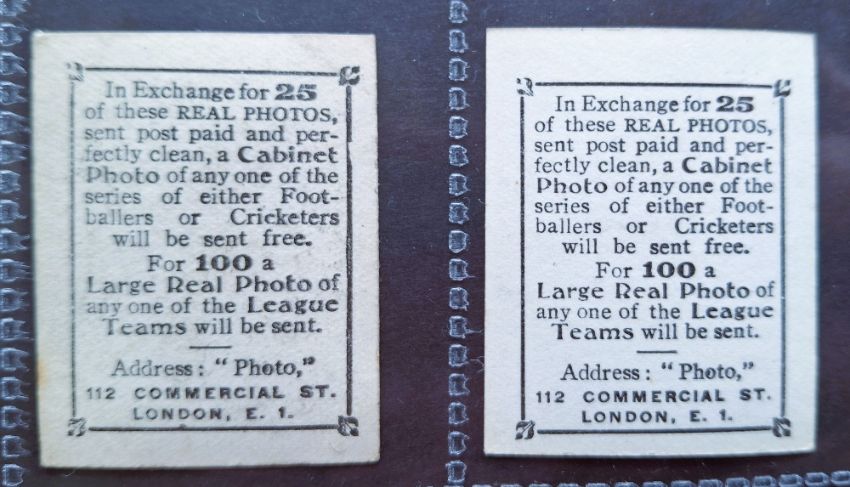 In Exchange for 25
of these REAL PHOTOS,
sent post paid and per-
fectly clean, a Cabinet
Photo of any one of the
series of either Foot-
ballers or Cricketers
will be sent free.
For 100 a
Large Real Photo of
any one of the League
Teams will be sent.
Address: "Photo,"
112 COMMERCIAL ST.
LONDON, E. 1.
In Exchange for 25
of these REAL PHOTOS,
sent post paid and per-
fectly clean, a Cabinet
Photo of any one of the
series of either Foot-
ballers or Cricketers
will be sent free.
For 100 a
Large Real Photo of
any one of the League
Teams will be sent.
Address: "Photo,"
112 COMMERCIAL ST.
LONDON, E. 1.